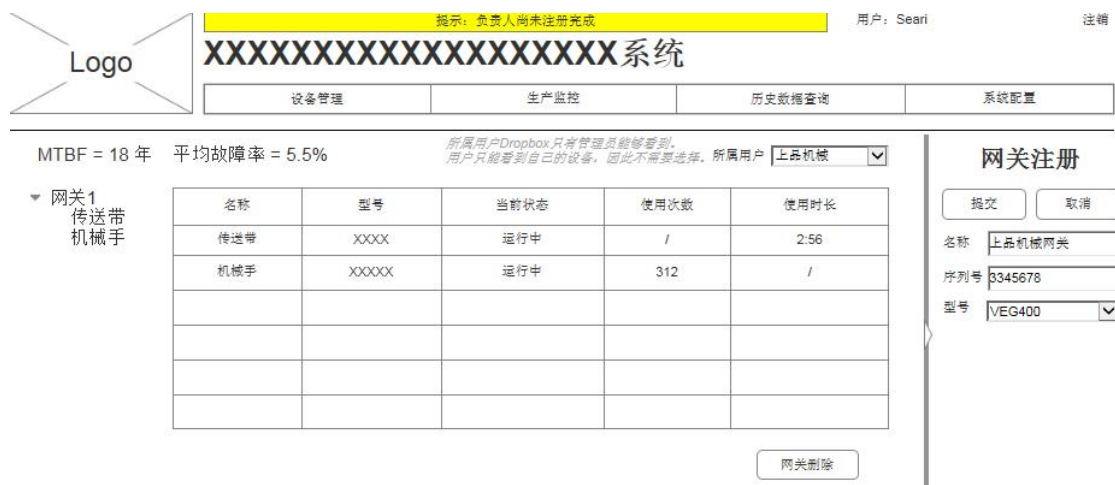 提示：负责人尚未注册完成
用户：Seari
注销
Logo
XXXXXXXXXXXXXXXXXXX系统
设备管理
生产监控
历史数据查询
系统配置
MTBF = 18 年
平均故障率 = 5.5%
所属用户Dropbox只有管理员能够看到。
用户只能看到自己的设备，因此不需要选择。
所属用户
上品机械
网关1
传送带
机械手
名称 型号 当前状态 使用次数 使用时长
传送带 XXXX 运行中 / 2:56
机械手 XXXXX 运行中 312 /
网关删除
网关注册
提交
取消
名称 上品机械网关
序列号 3345678
型号 VEG400